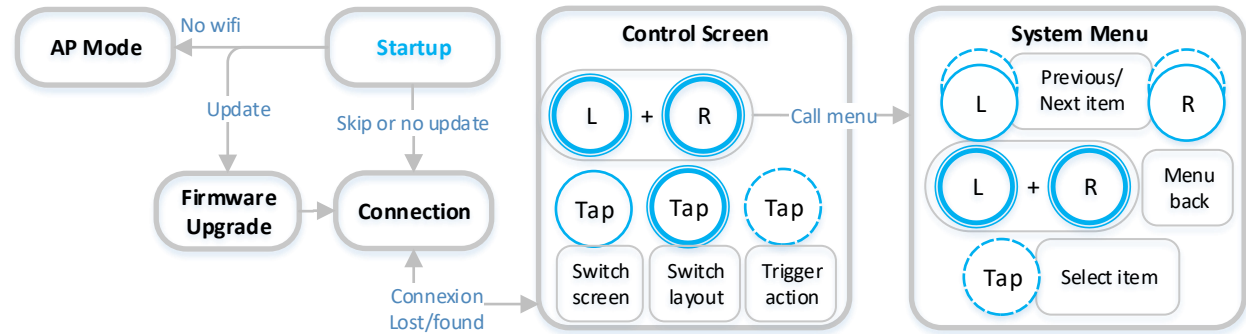 No wifi
AP Mode
Startup
Update
Skip or no update
Firmware
Upgrade
Connection
Connexion
Lost/found
Control Screen
L + R
Call menu
Tap Tap Tap
Switch
screen
Switch
layout
Trigger
action
System Menu
L
Previous/
Next item
R
L + R
Menu
back
Tap
Select item